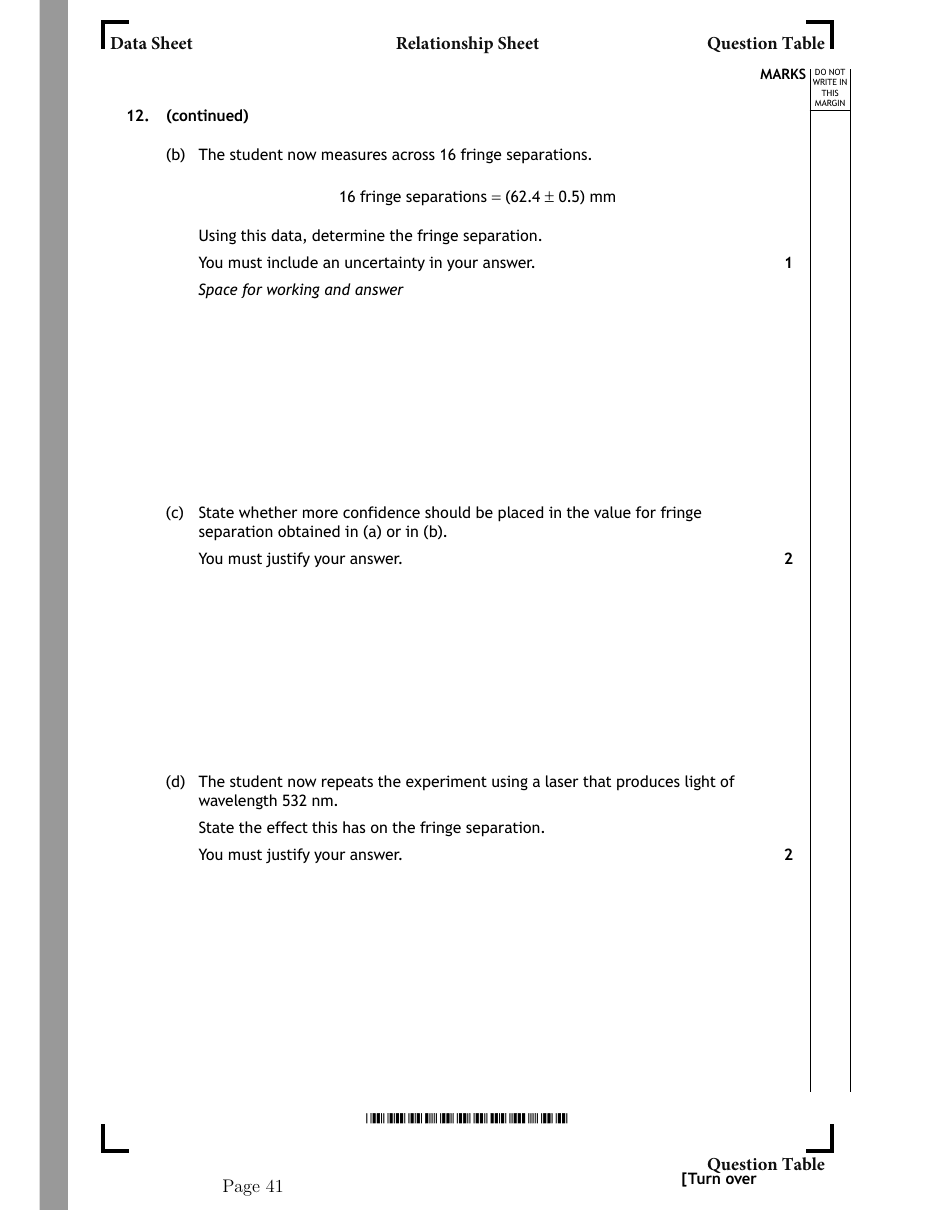 Data Sheet Relationship Sheet Question Table
MARKS
DO NOT
WRITE IN
THIS
MARGIN
12. (continued)
(b) The student now measures across 16 fringe separations.
16 fringe separations = (62.4 ± 0.5) mm
Using this data, determine the fringe separation.
You must include an uncertainty in your answer. 1
Space for working and answer
(c) State whether more confidence should be placed in the value for fringe
separation obtained in (a) or in (b).
You must justify your answer. 2
(d) The student now repeats the experiment using a laser that produces light of
wavelength 532 nm.
State the effect this has on the fringe separation.
You must justify your answer. 2
Question Table
[Turn over
Page 41